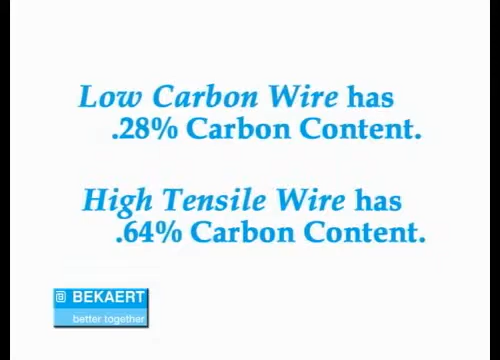 Low Carbon Wire has
.28% Carbon Content.
High Tensile Wire has
.64% Carbon Content.
BEKAERT
better together